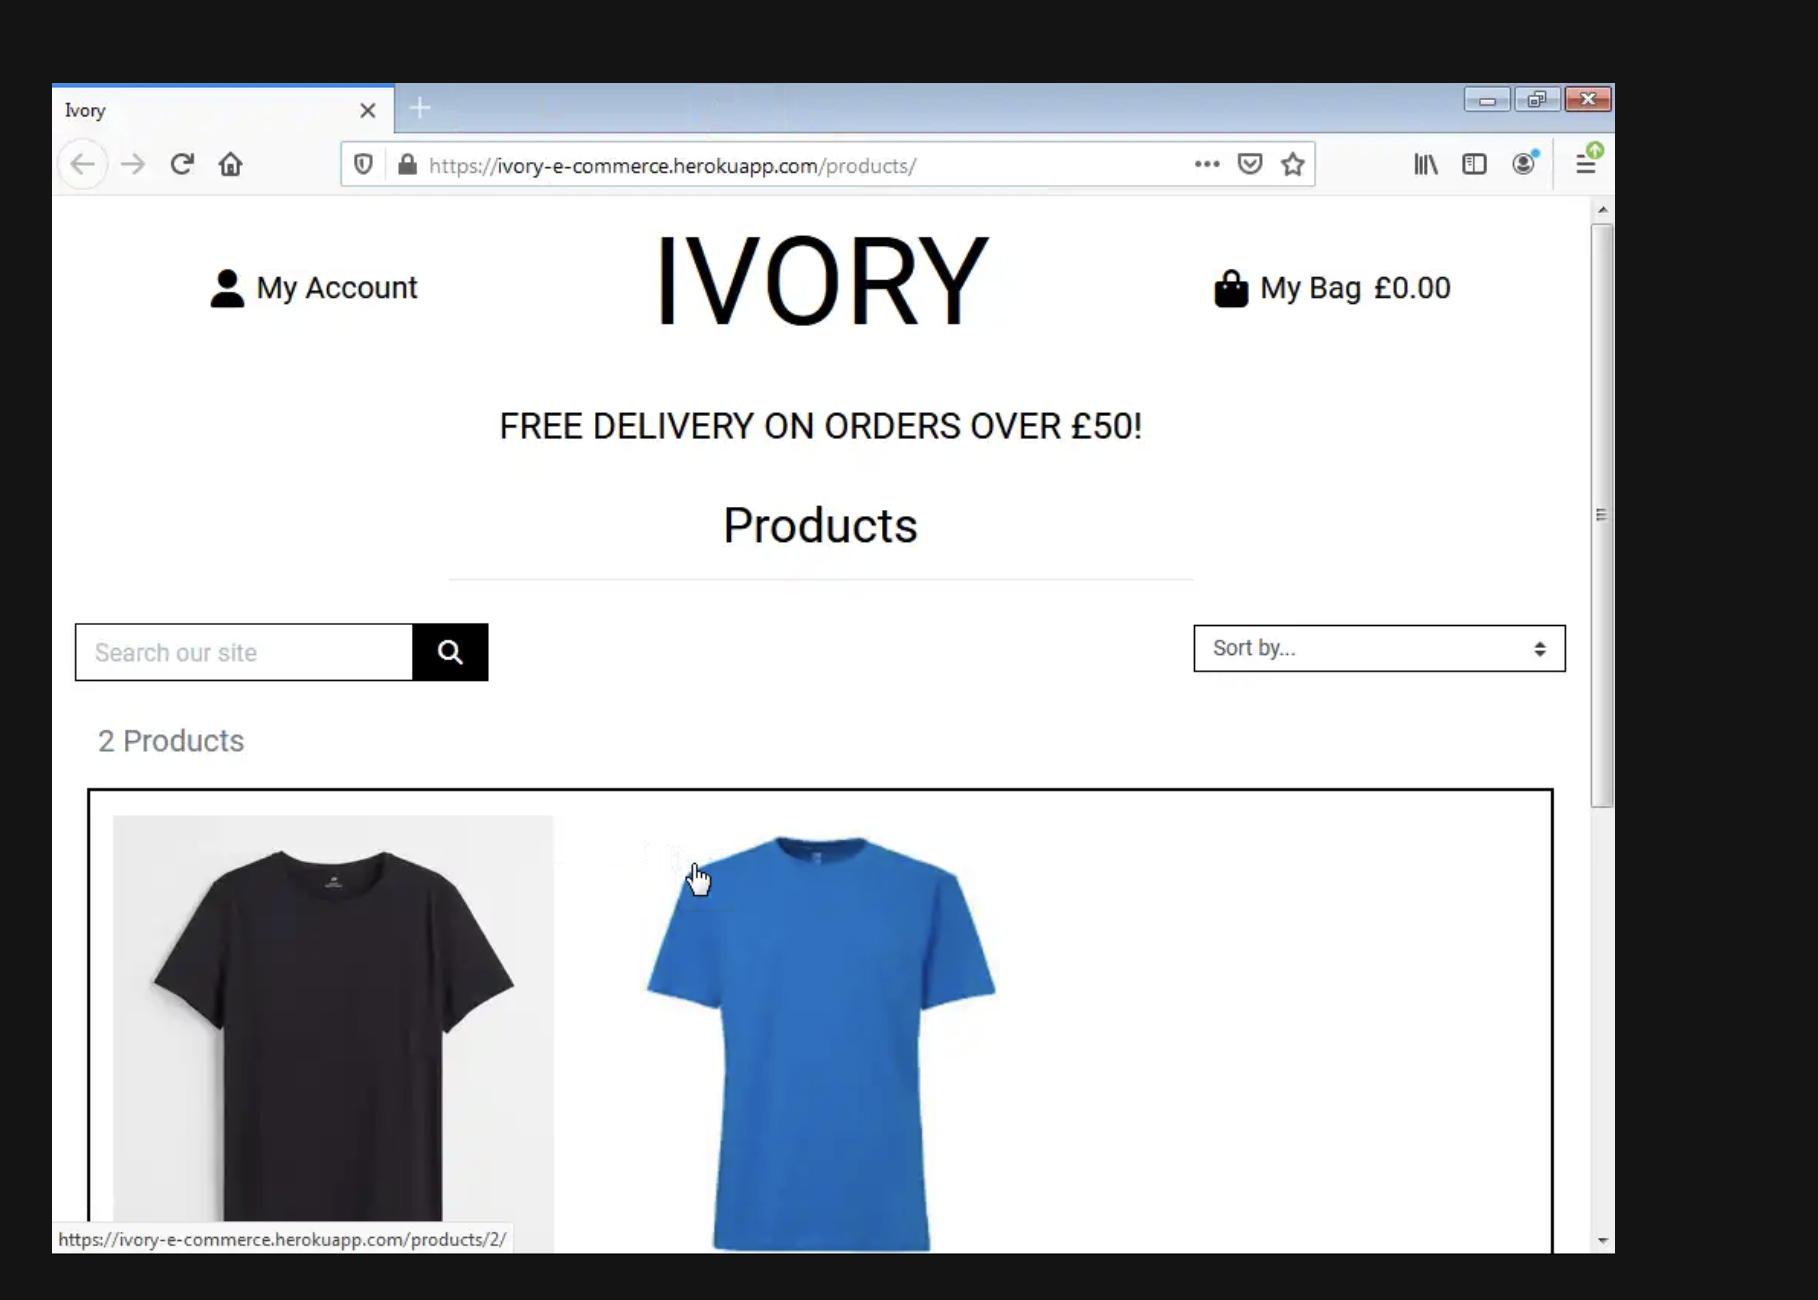 Ivory
https://ivory-e-commerce.herokuapp.com/products/
My Account
IVORY
My Bag £0.00
FREE DELIVERY ON ORDERS OVER £50!
Products
Search our site
Sort by...
2 Products
https://ivory-e-commerce.herokuapp.com/products/2/